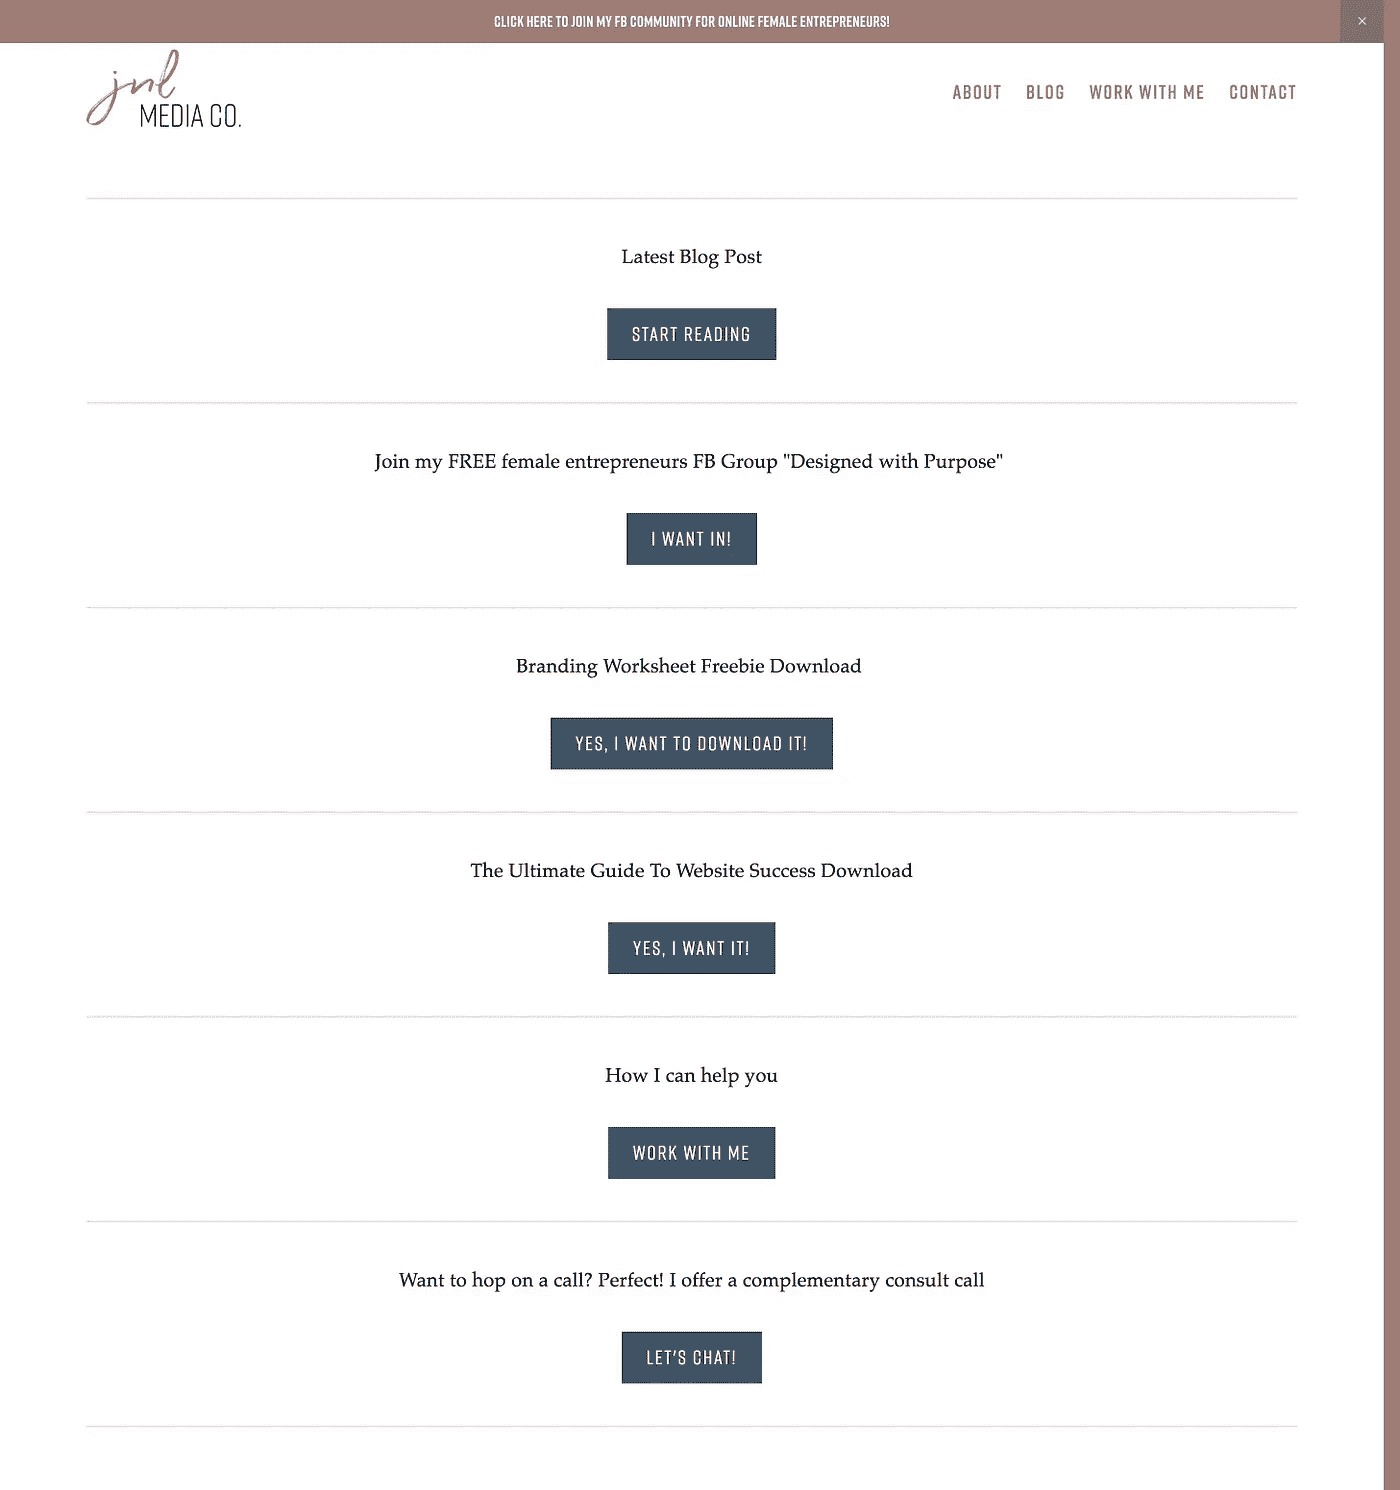 CLICK HERE TO JOIN MY FB COMMUNITY FOR ONLINE FEMALE ENTREPRENEURS!
×
jnl
MEDIA CO.
ABOUT BLOG WORK WITH ME CONTACT
Latest Blog Post
START READING
Join my FREE female entrepreneurs FB Group "Designed with Purpose"
I WANT IN!
Branding Worksheet Freebie Download
YES, I WANT TO DOWNLOAD IT!
The Ultimate Guide To Website Success Download
YES, I WANT IT!
How I can help you
WORK WITH ME
Want to hop on a call? Perfect! I offer a complementary consult call
LET'S CHAT!